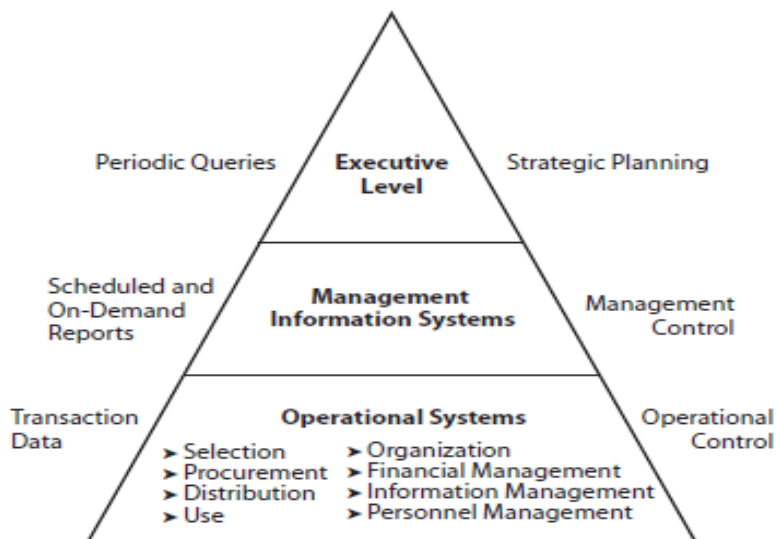 Periodic Queries
Executive
Level
Strategic Planning
Scheduled and
On-Demand
Reports
Management
Information Systems
Management
Control
Transaction
Data
Operational Systems
➤ Selection
➤ Procurement
➤ Distribution
➤ Use
➤ Organization
➤ Financial Management
➤ Information Management
➤ Personnel Management
Operational
Control